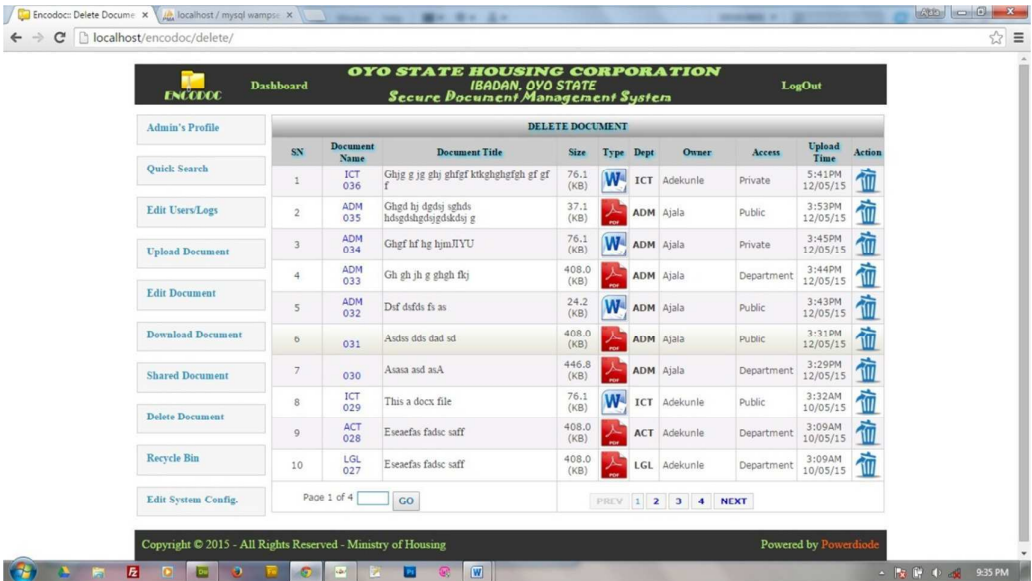 Encodoc:: Delete Docume × localhost / mysql wampse ×
localhost/encodoc/delete/
ENCODOC
Dashboard
OYO STATE HOUSING CORPORATION
IBADAN, OYO STATE
Secure Document Management System
LogOut
Admin's Profile
Quick Search
Edit Users/Logs
Upload Document
Edit Document
Download Document
Shared Document
Delete Document
Recycle Bin
Edit System Config.
DELETE DOCUMENT
SN Document Name Document Title Size Type Dept Owner Access Upload Time Action
1 ICT 036 Ghjg g jg ghj ghfgf ktkghghgfgh gf gf f 76.1 (KB) W ICT Adekunle Private 5:41PM 12/05/15
2 ADM 035 Ghgd hj dgdsj sghds hdsgdshgdsjgdskdsj g 37.1 (KB) PDF ADM Ajala Public 3:53PM 12/05/15
3 ADM 034 Ghgf hf hg hjmJIYU 76.1 (KB) W ADM Ajala Private 3:45PM 12/05/15
4 ADM 033 Gh gh jh g ghgh fkj 408.0 (KB) PDF ADM Ajala Department 3:44PM 12/05/15
5 ADM 032 Dsf dsfds fs as 24.2 (KB) W ADM Ajala Public 3:43PM 12/05/15
6 031 Asdss dds dad sd 408.0 (KB) PDF ADM Ajala Public 3:31PM 12/05/15
7 030 Asasa asd asA 446.8 (KB) PDF ADM Ajala Department 3:29PM 12/05/15
8 ICT 029 This a docx file 76.1 (KB) W ICT Adekunle Public 3:32AM 10/05/15
9 ACT 028 Eseaefas fadsc saff 408.0 (KB) PDF ACT Adekunle Department 3:09AM 10/05/15
10 LGL 027 Eseaefas fadsc saff 408.0 (KB) PDF LGL Adekunle Department 3:09AM 10/05/15
Page 1 of 4 GO PREV 1 2 3 4 NEXT
Copyright © 2015 - All Rights Reserved - Ministry of Housing
Powered by Powerdiode
9:35 PM